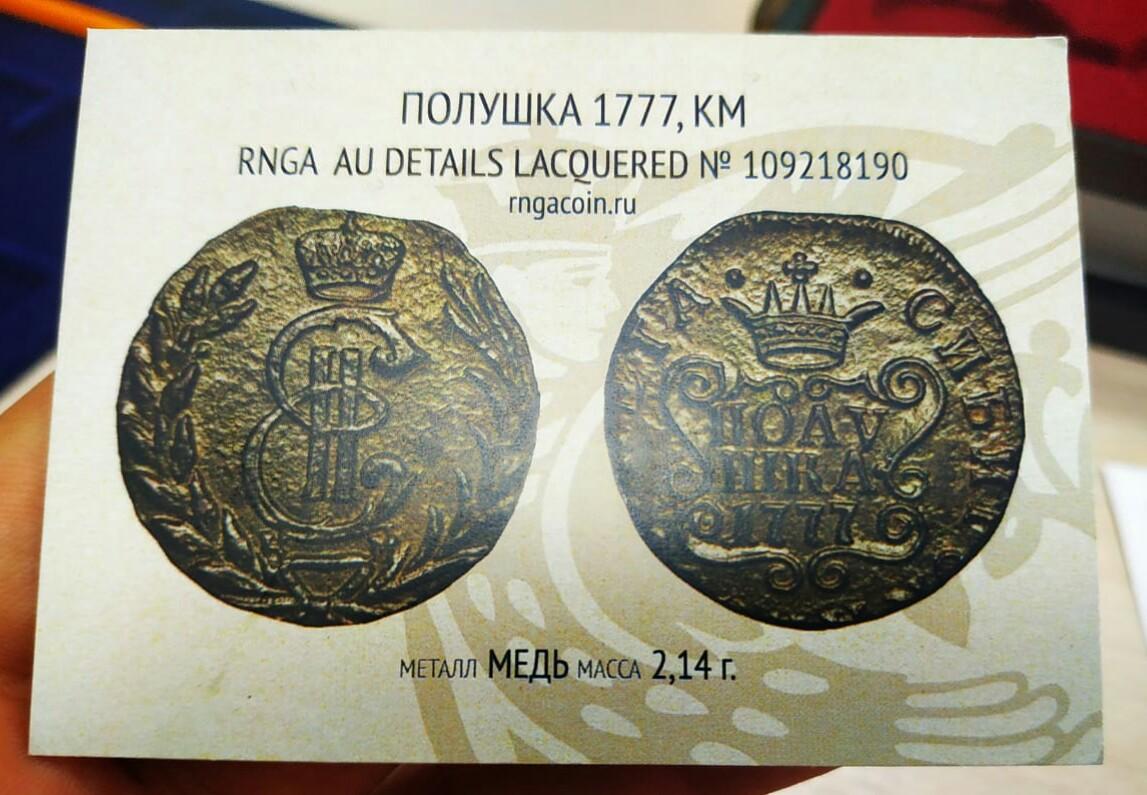 ПОЛУШКА 1777, КМ
RNGA AU DETAILS LACQUERED № 109218190
rngacoin.ru
СИБИР
ПОЛУ
ШКА
1777
МЕТАЛЛ МЕДЬ МАССА 2,14 г.